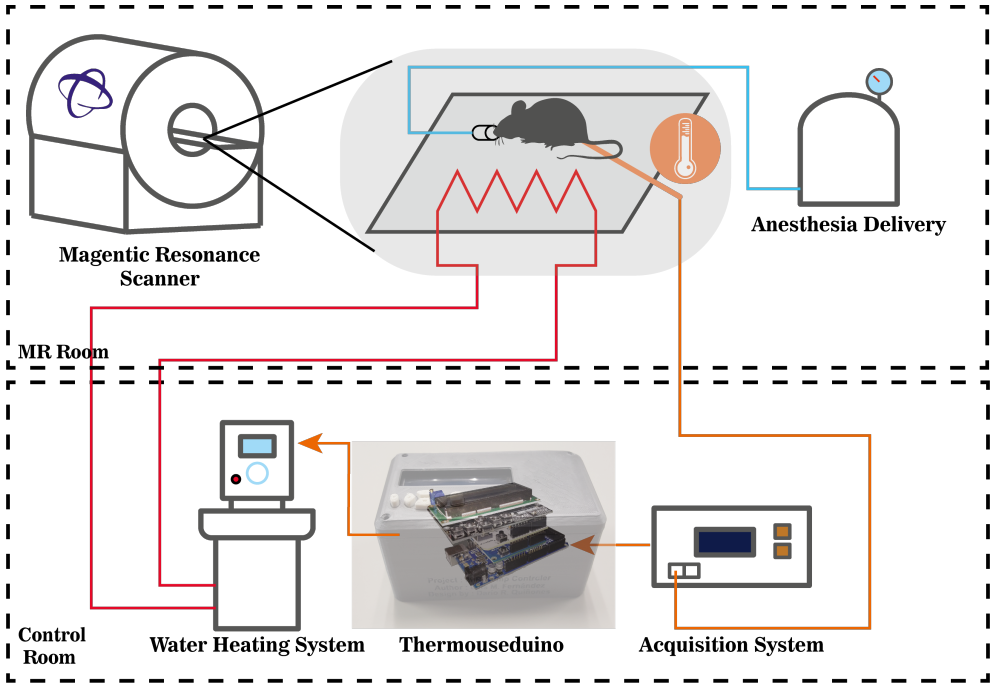 Magentic Resonance
Scanner
Anesthesia Delivery
MR Room
Control
Room
Water Heating System
Thermouseduino
Acquisition System